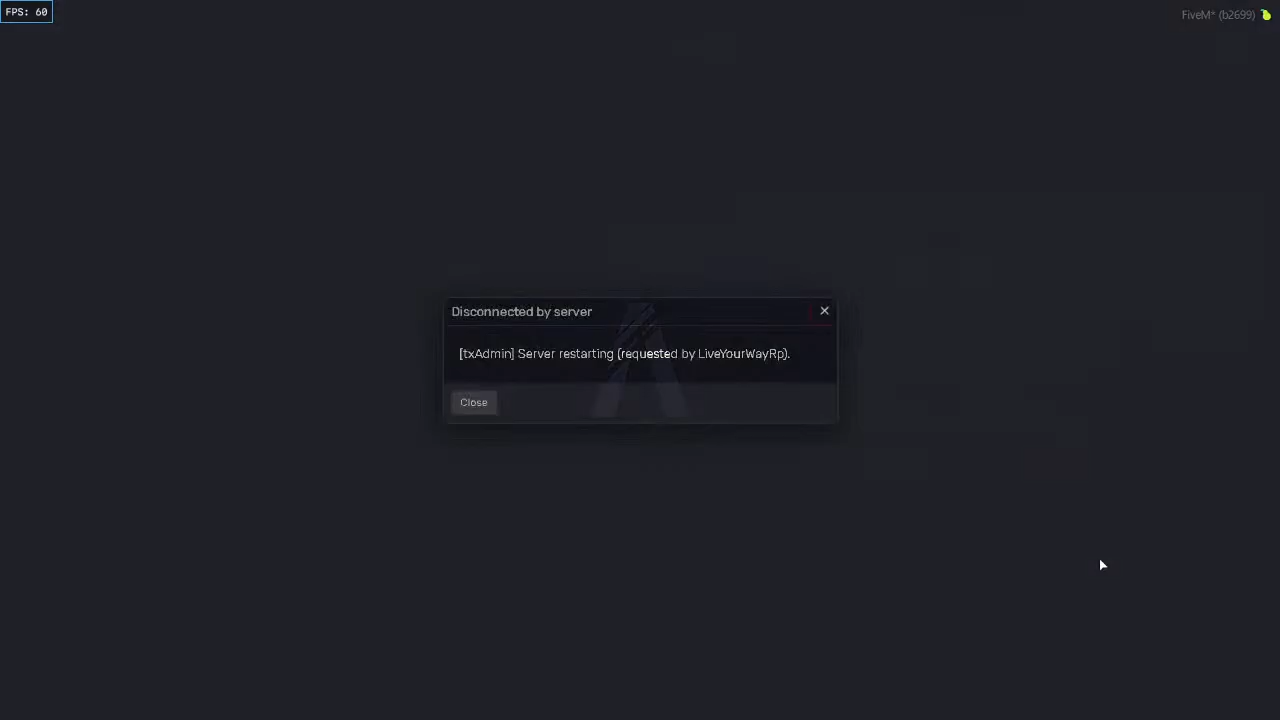 FPS: 60
FiveM* (b2699)
Disconnected by server
[txAdmin] Server restarting (requested by LiveYourWayRp).
Close